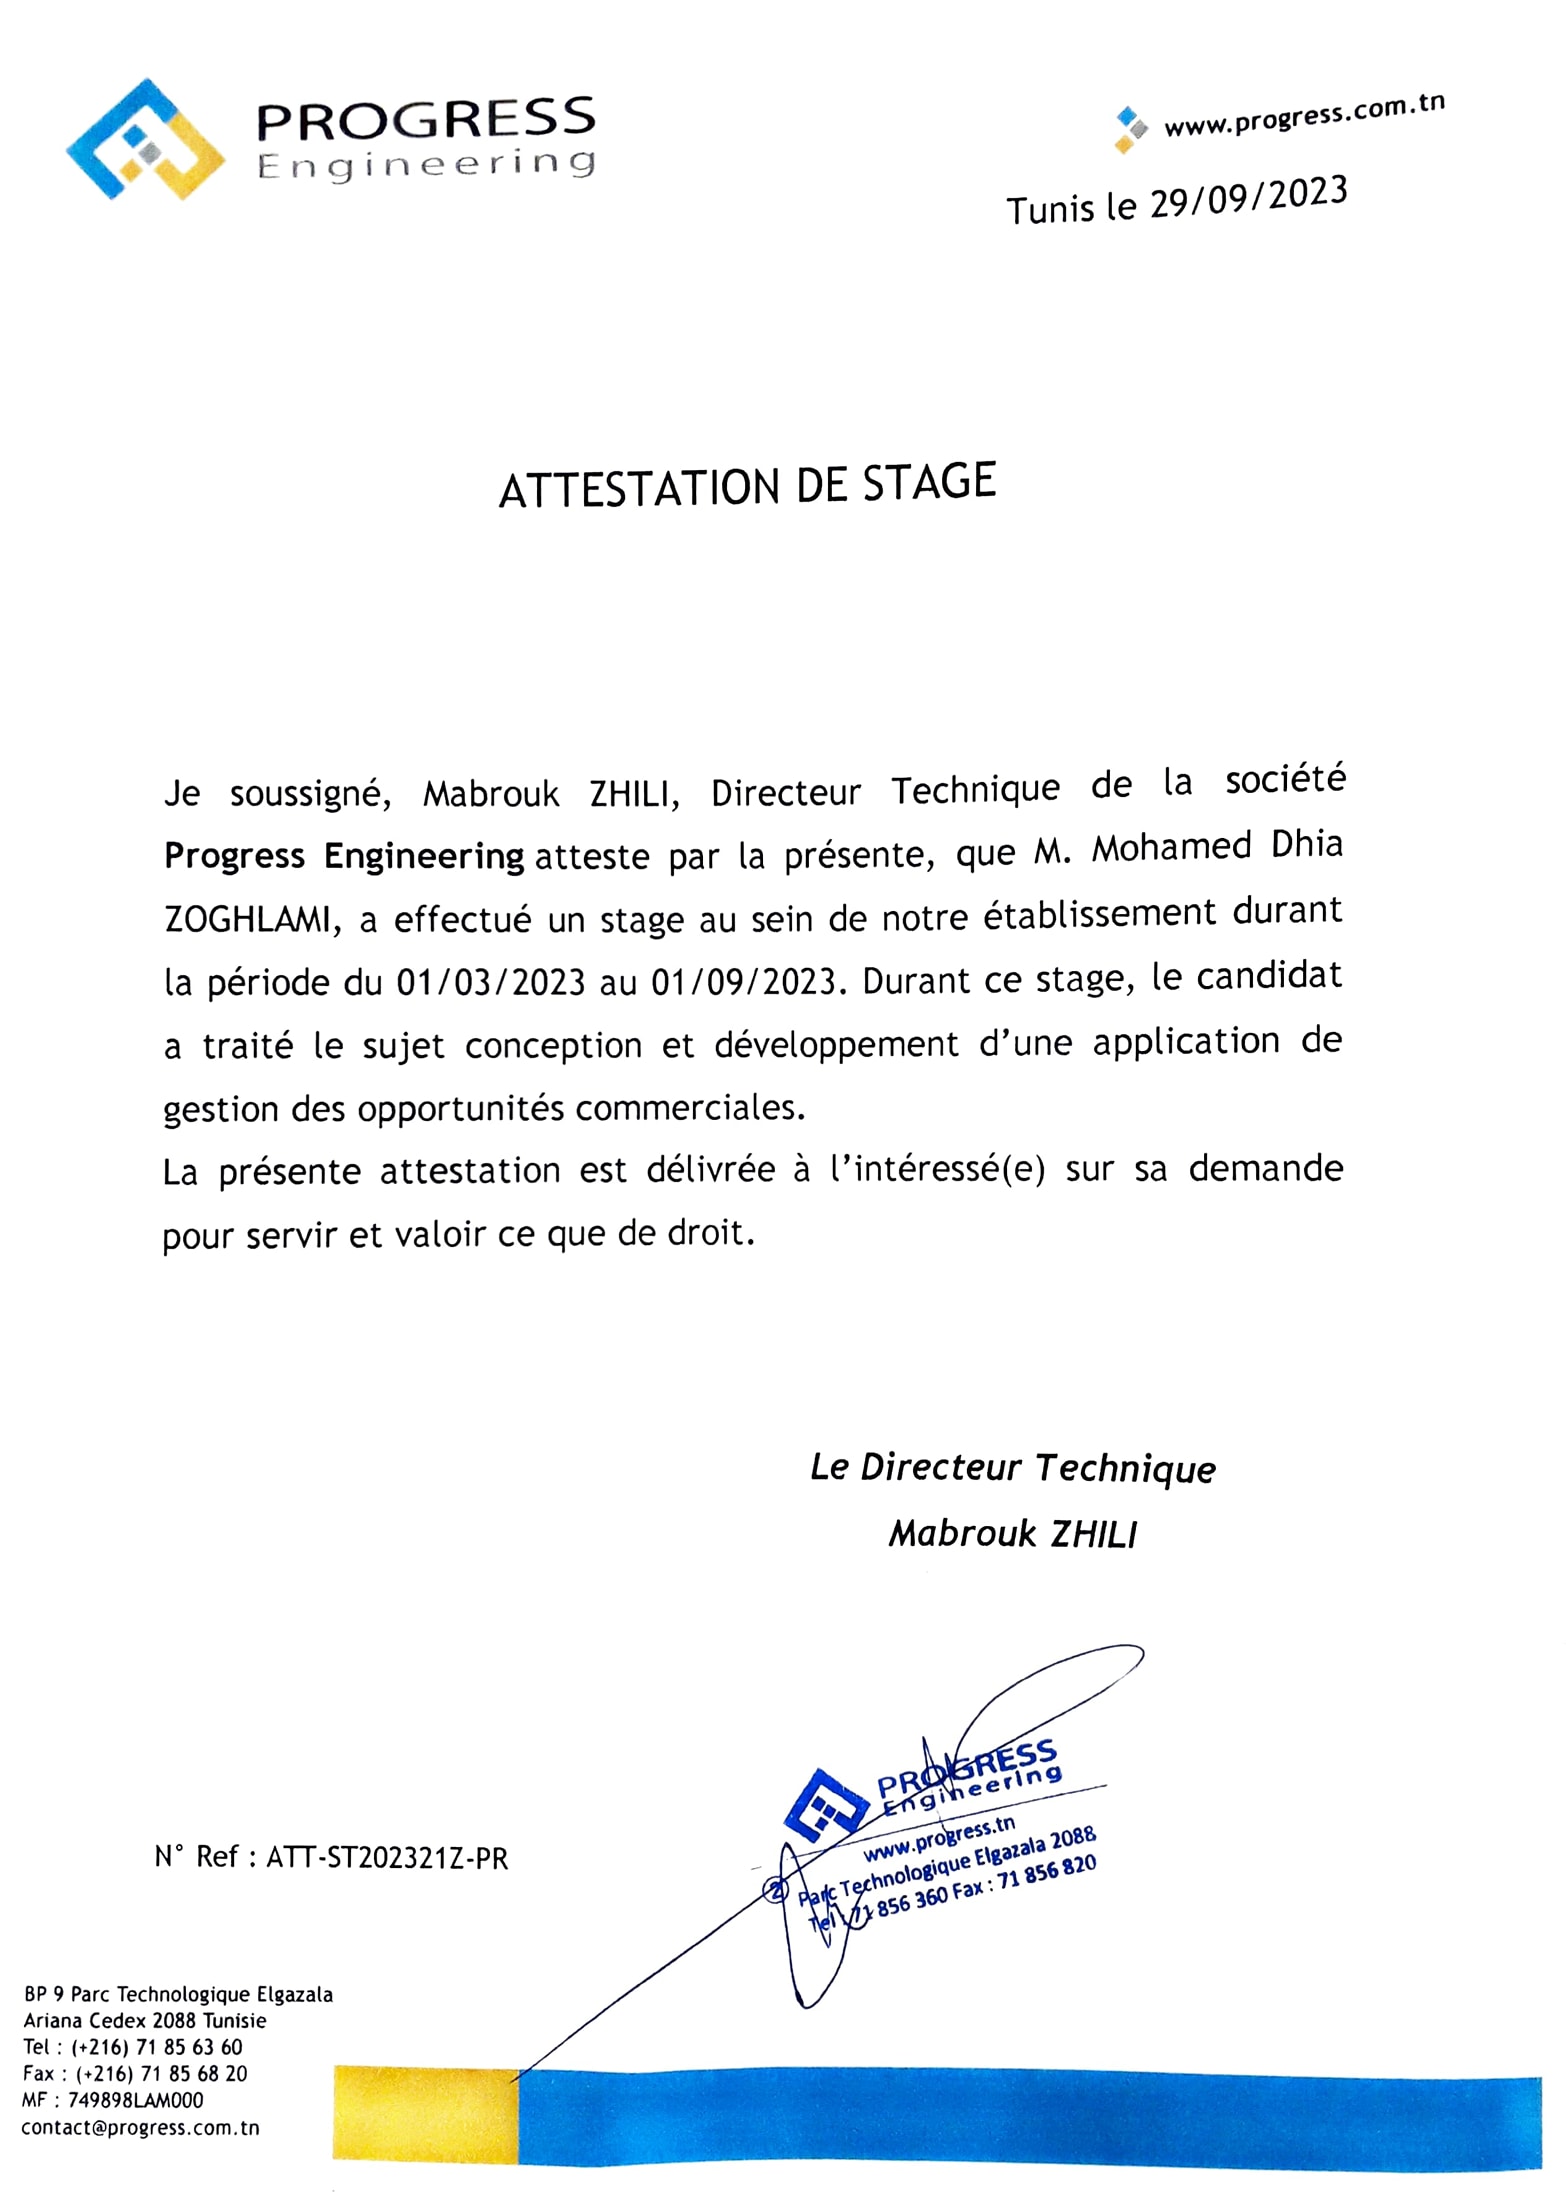 PROGRESS
Engineering
www.progress.com.tn
Tunis le 29/09/2023
ATTESTATION DE STAGE
Je soussigné, Mabrouk ZHILI, Directeur Technique de la société
Progress Engineering atteste par la présente, que M. Mohamed Dhia
ZOGHLAMI, a effectué un stage au sein de notre établissement durant
la période du 01/03/2023 au 01/09/2023. Durant ce stage, le candidat
a traité le sujet conception et développement d’une application de
gestion des opportunités commerciales.
La présente attestation est délivrée à l’intéressé(e) sur sa demande
pour servir et valoir ce que de droit.
Le Directeur Technique
Mabrouk ZHILI
PROGRESS
Engineering
www.progress.tn
2 Parc Technologique Elgazala 2088
Tel : 71 856 360 Fax : 71 856 820
N° Ref : ATT-ST202321Z-PR
BP 9 Parc Technologique Elgazala
Ariana Cedex 2088 Tunisie
Tel : (+216) 71 85 63 60
Fax : (+216) 71 85 68 20
MF : 749898LAM000
contact@progress.com.tn